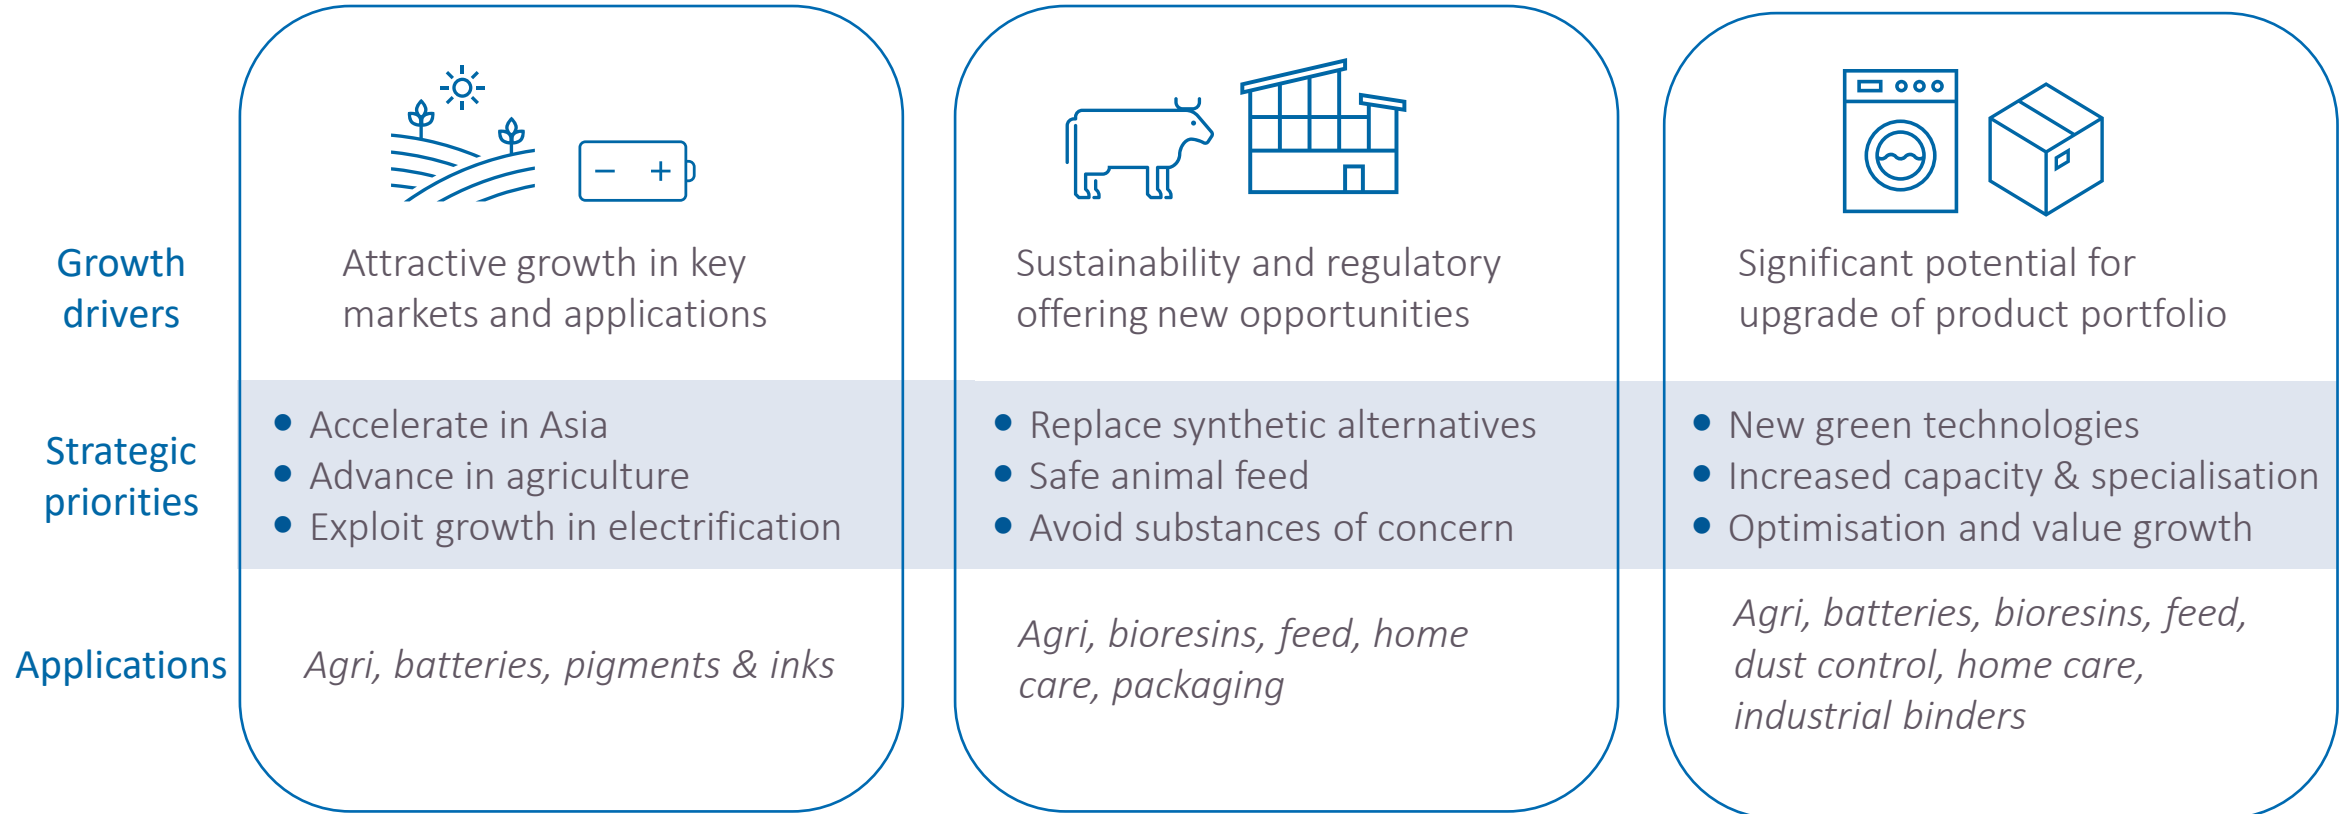 Growth
drivers
Attractive growth in key
markets and applications
Sustainability and regulatory
offering new opportunities
Significant potential for
upgrade of product portfolio
Strategic
priorities
• Accelerate in Asia
• Advance in agriculture
• Exploit growth in electrification
• Replace synthetic alternatives
• Safe animal feed
• Avoid substances of concern
• New green technologies
• Increased capacity & specialisation
• Optimisation and value growth
Applications
Agri, batteries, pigments & inks
Agri, bioresins, feed, home
care, packaging
Agri, batteries, bioresins, feed,
dust control, home care,
industrial binders